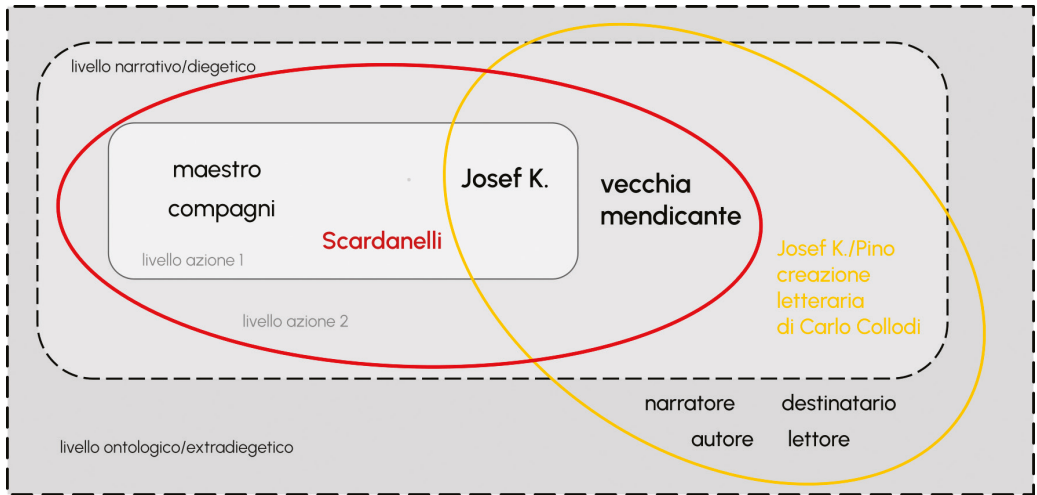 livello narrativo/diegetico
maestro
compagni
Josef K.
vecchia
mendicante
Scardanelli
livello azione 1
livello azione 2
Josef K./Pino
creazione
letteraria
di Carlo Collodi
narratore destinatario
autore lettore
livello ontologico/extradiegetico